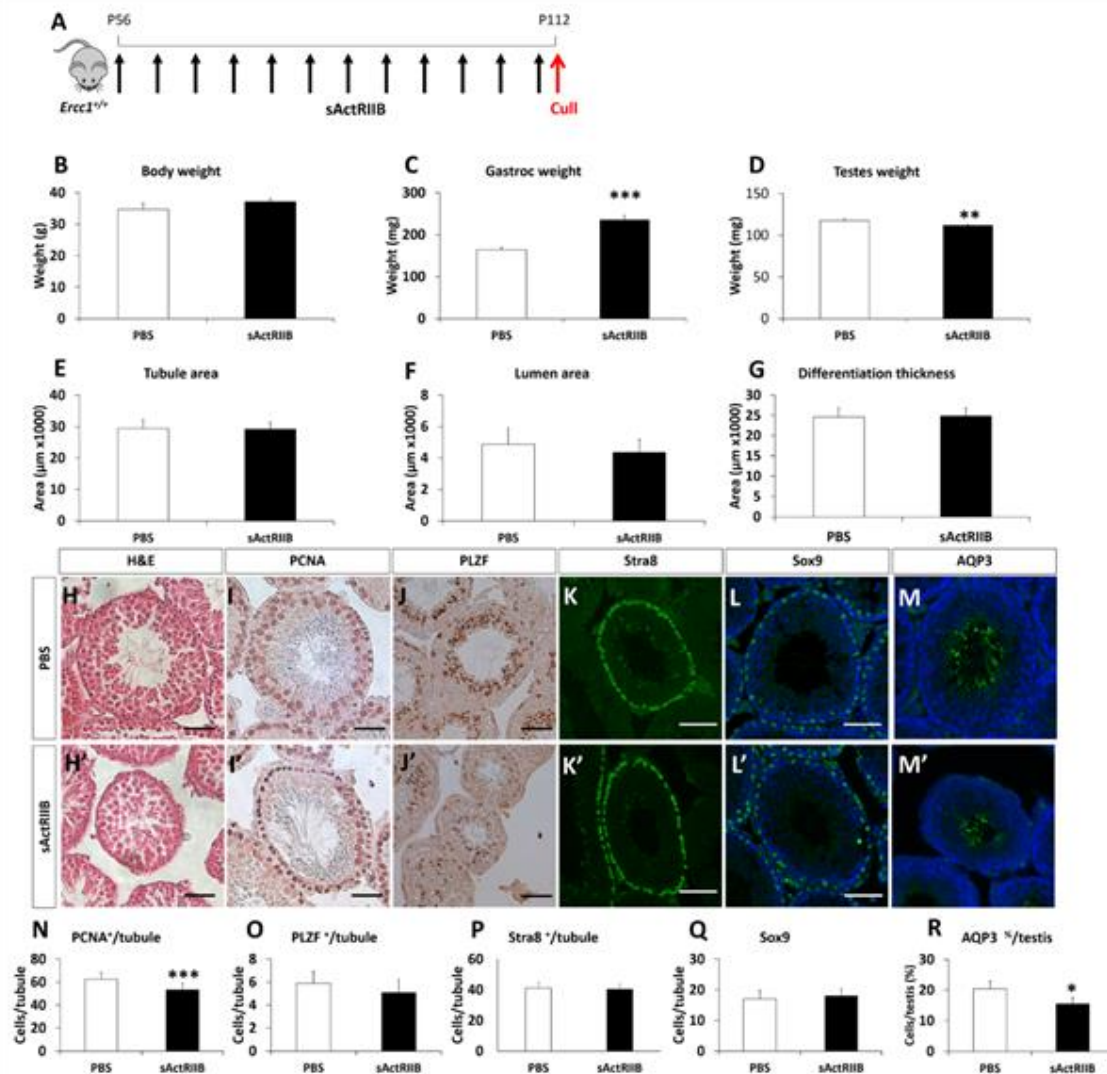 A
P56 P112
Ercc1+/+
sActRIIB Cull
B Body weight
Weight (g)
40
30
20
10
0
PBS sActRIIB
C Gastroc weight
Weight (mg)
300
200
100
0
***
PBS sActRIIB
D Testes weight
Weight (mg)
150
100
50
0
**
PBS sActRIIB
E Tubule area
Area (µm x1000)
40
30
20
10
0
PBS sActRIIB
F Lumen area
Area (µm x1000)
8
6
4
2
0
PBS sActRIIB
G Differentiation thickness
Area (µm x1000)
25
20
15
10
5
0
PBS sActRIIB
H&E PCNA PLZF Stra8 Sox9 AQP3
PBS
H I J K L M
sActRIIB
H' I' J' K' L' M'
N PCNA+/tubule
Cells/tubule
80
60
40
20
0
***
PBS sActRIIB
O PLZF +/tubule
Cells/tubule
8
6
4
2
0
PBS sActRIIB
P Stra8 +/tubule
Cells/tubule
60
40
20
0
PBS sActRIIB
Q Sox9
Cells/tubule
30
20
10
0
PBS sActRIIB
R AQP3 %/testis
Cells/testis (%)
30
20
10
0
*
PBS sActRIIB